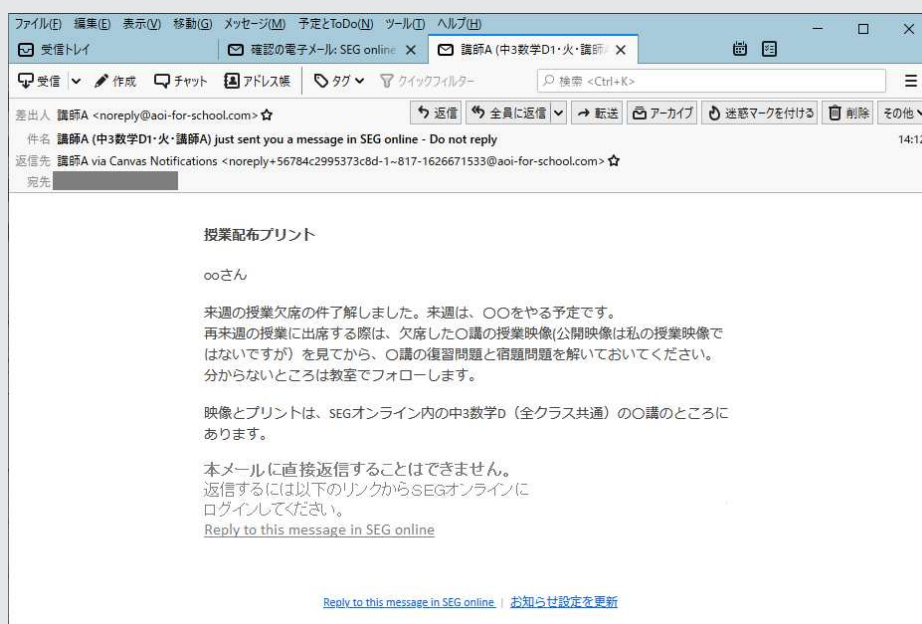 ファイル(F) 編集(E) 表示(V) 移動(G) メッセージ(M) 予定とToDo(N) ツール(T) ヘルプ(H)
受信トレイ 確認の電子メール: SEG online 講師A (中3数学D1・火・講師
受信 作成 チャット アドレス帳 タグ クイックフィルター 検索 <Ctrl+K>
差出人 講師A <noreply@aoi-for-school.com> 返信 全員に返信 転送 アーカイブ 迷惑マークを付ける 削除 その他
件名 講師A (中3数学D1・火・講師A) just sent you a message in SEG online - Do not reply 14:12
返信先 講師A via Canvas Notifications <noreply+56784c2995373c8d-1~817-1626671533@aoi-for-school.com>
宛先
授業配布プリント
ooさん
来週の授業欠席の件了解しました。来週は、〇〇をやる予定です。
再来週の授業に出席する際は、欠席した〇講の授業映像(公開映像は私の授業映像で
はないですが）を見てから、〇講の復習問題と宿題問題を解いておいてください。
分からないところは教室でフォローします。
映像とプリントは、SEGオンライン内の中3数学D（全クラス共通）の〇講のところに
あります。
本メールに直接返信することはできません。
返信するには以下のリンクからSEGオンラインに
ログインしてください。
Reply to this message in SEG online
Reply to this message in SEG online | お知らせ設定を更新